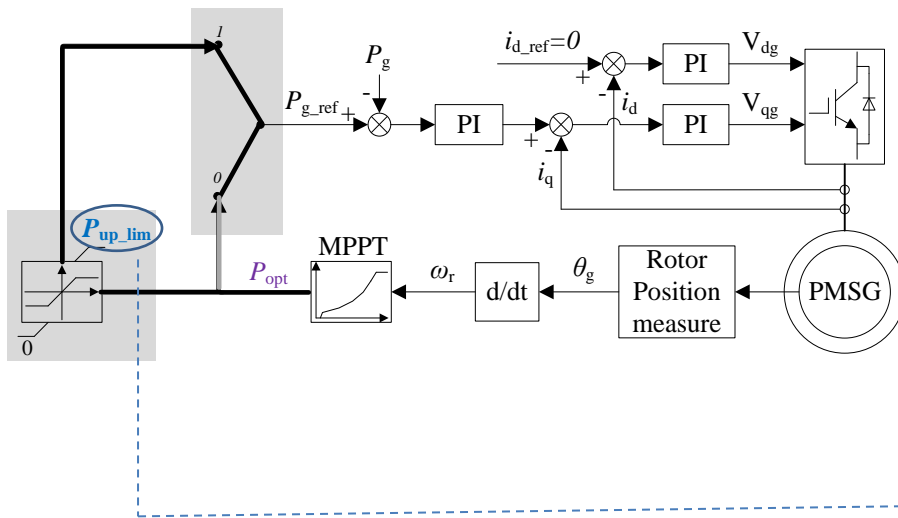 1
i_d_ref=0
V_dg
P_g
PI
-
+
-
i_d
P_g_ref
+
PI
+
-
PI
V_qg
i_q
0
P_up_lim
MPPT
P_opt
ω_r
d/dt
θ_g
Rotor
Position
measure
PMSG
0